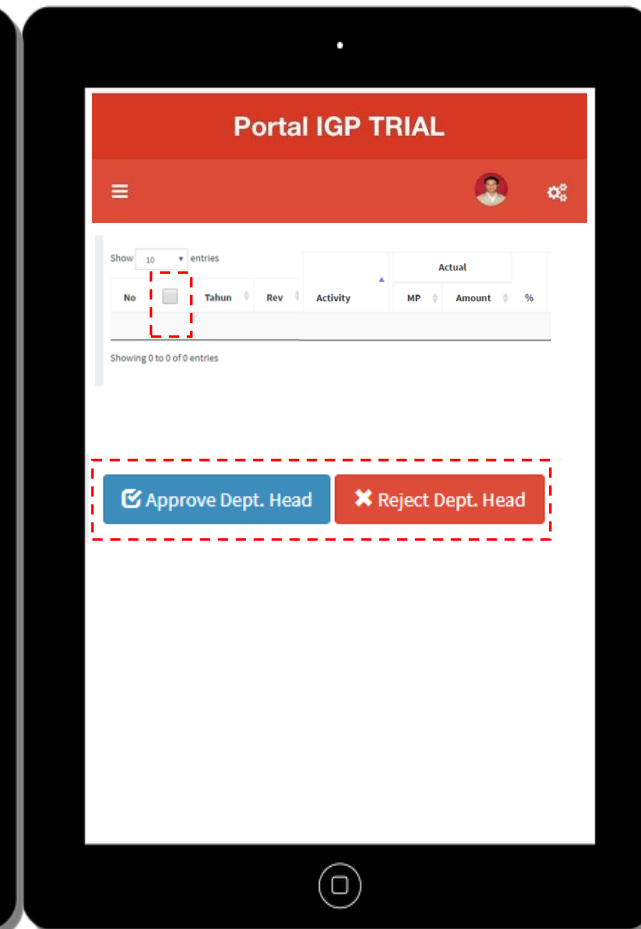 Portal IGP TRIAL
Show 10 entries
Actual
No Tahun Rev Activity MP Amount %
Showing 0 to 0 of 0 entries
Approve Dept. Head Reject Dept. Head